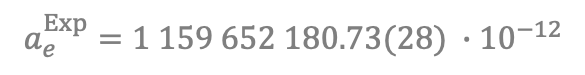 a_e^Exp = 1 159 652 180.73(28) · 10^−12